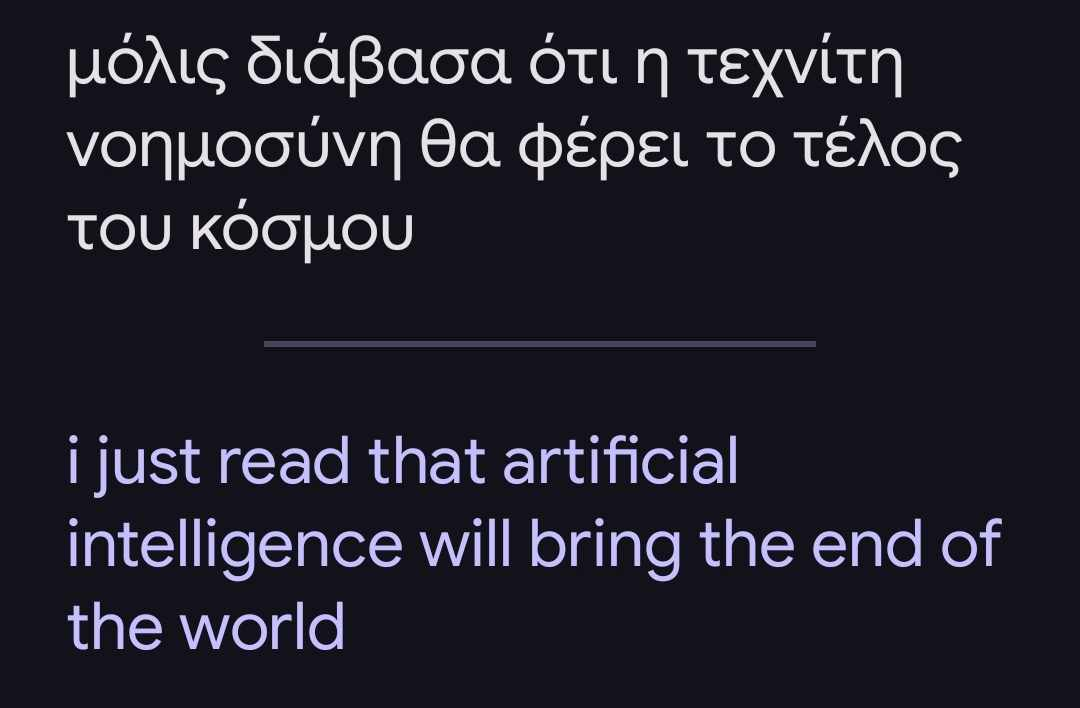 μόλις διάβασα ότι η τεχνίτη
νοημοσύνη θα φέρει το τέλος
του κόσμου
i just read that artificial
intelligence will bring the end of
the world